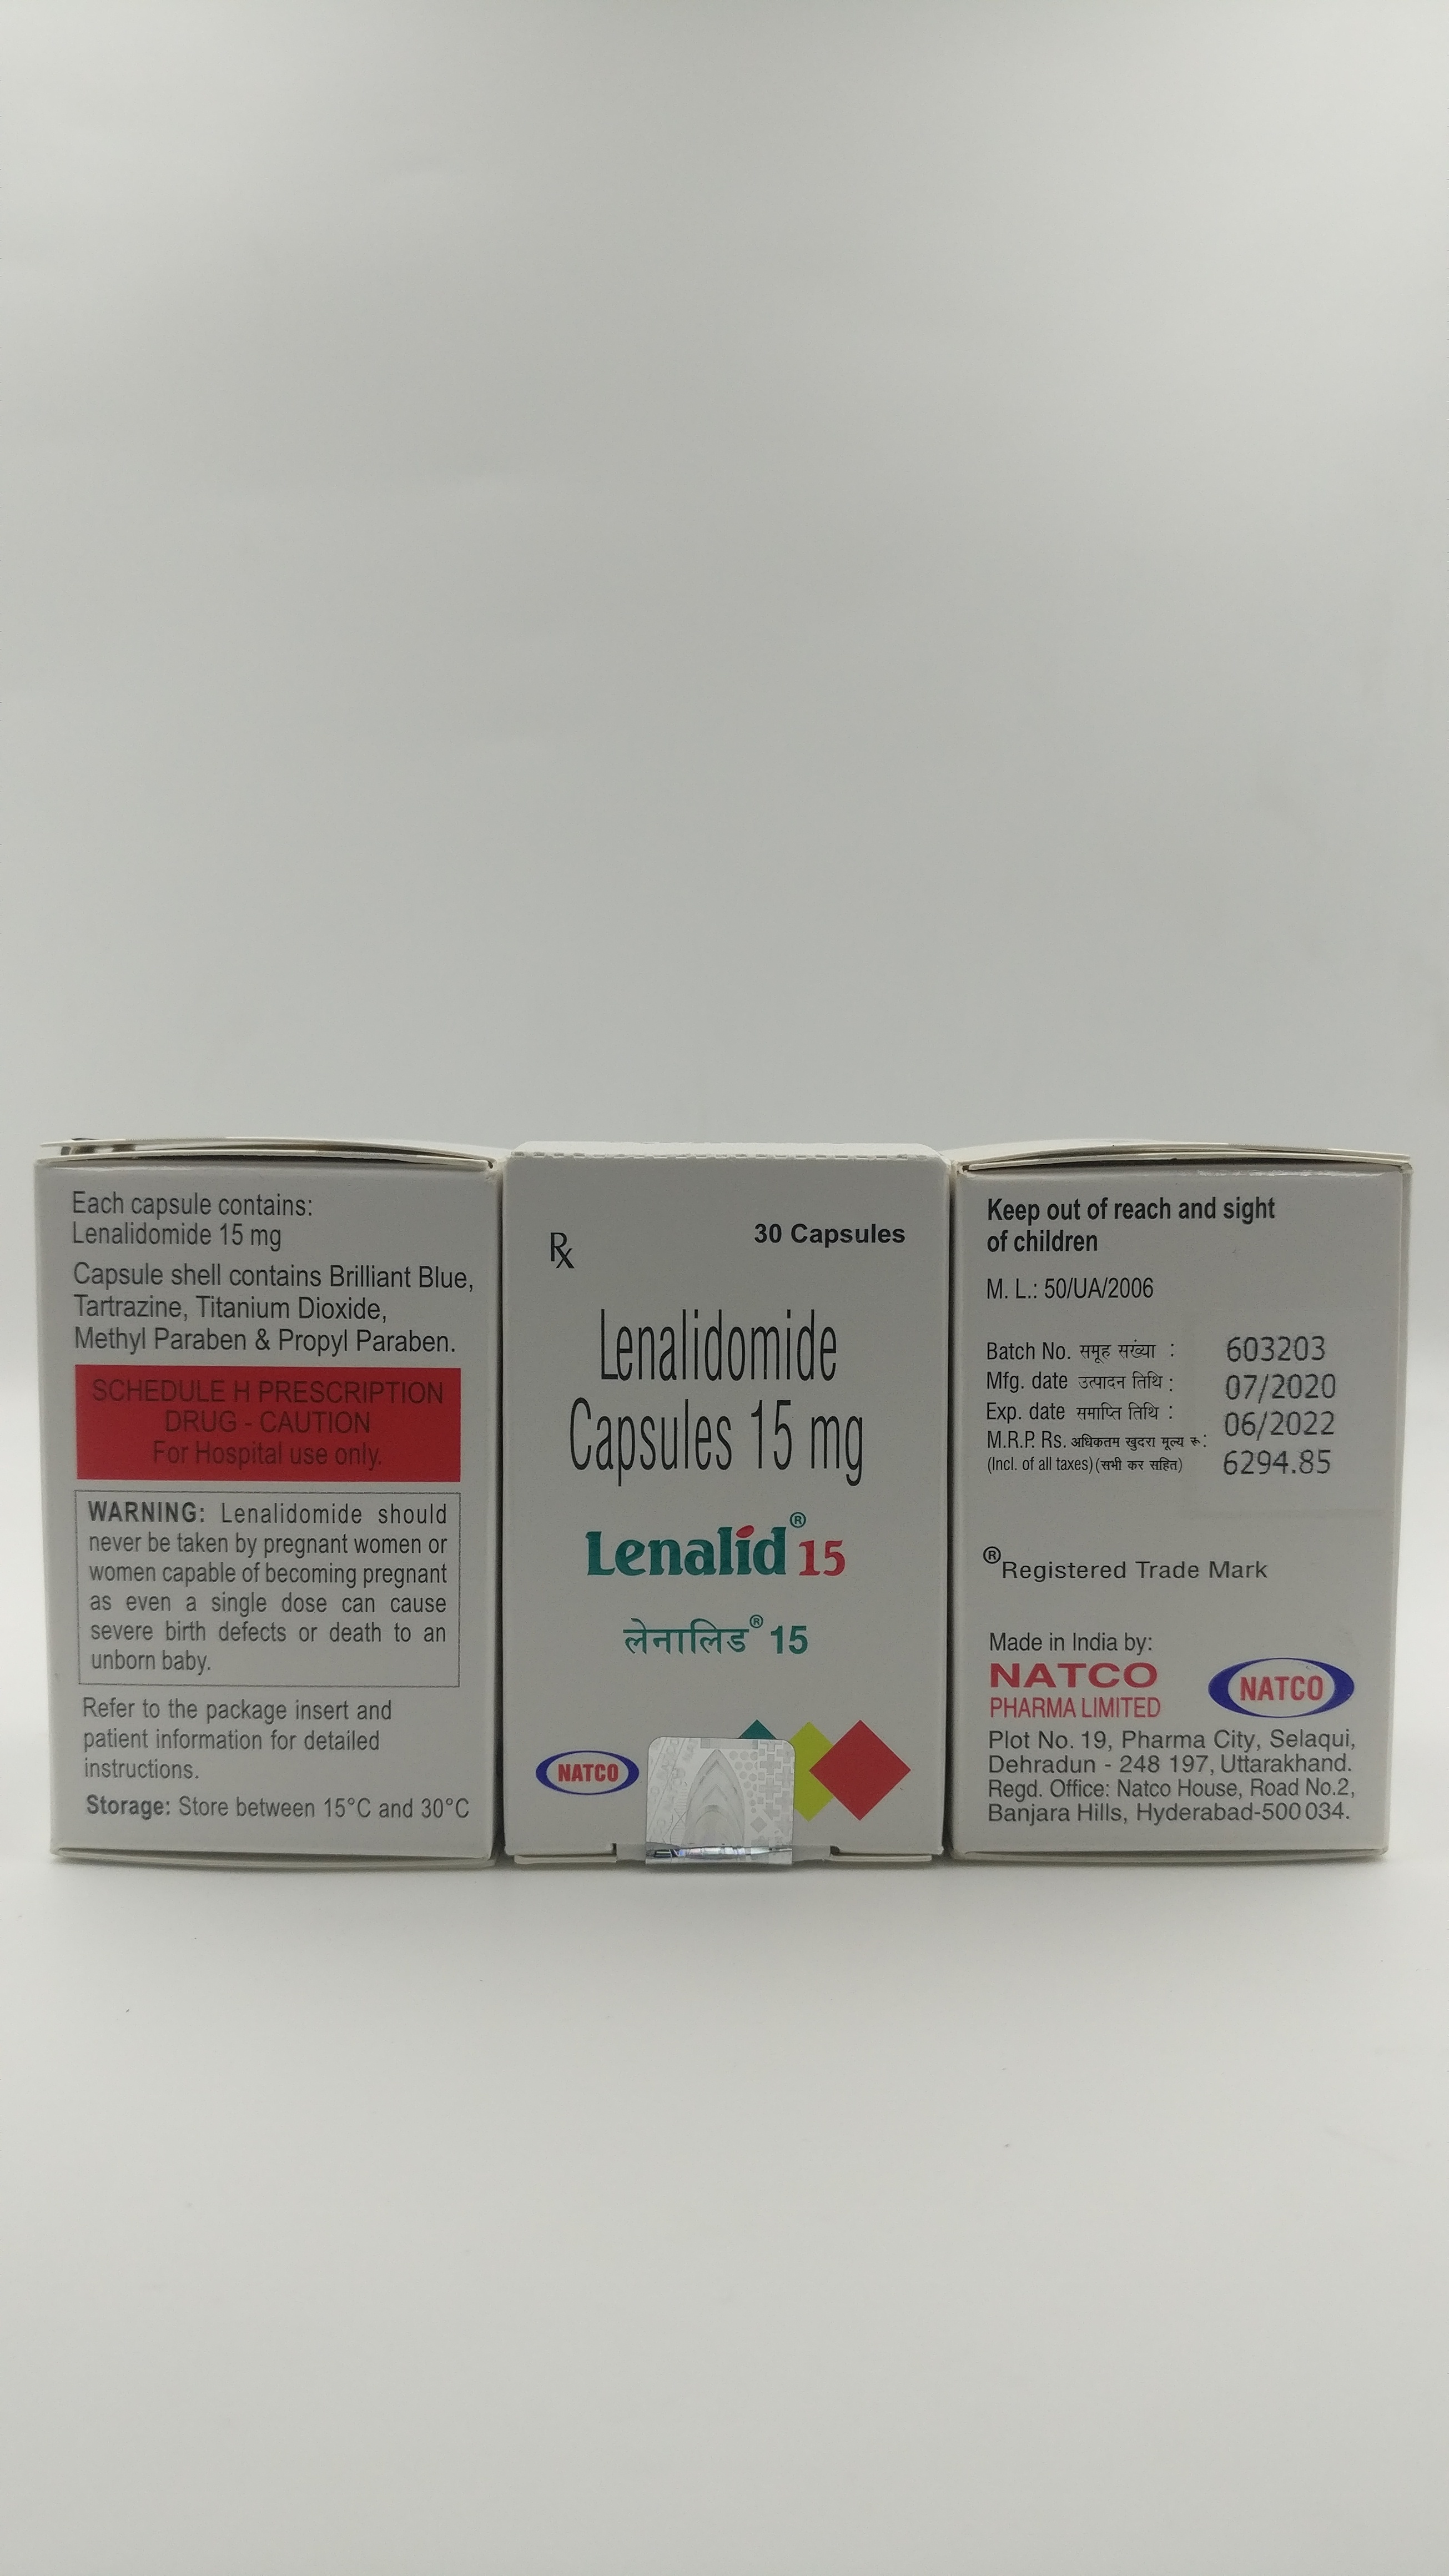 Each capsule contains:
Lenalidomide 15 mg
Capsule shell contains Brilliant Blue,
Tartrazine, Titanium Dioxide,
Methyl Paraben & Propyl Paraben.
SCHEDULE H PRESCRIPTION
DRUG - CAUTION
For Hospital use only.
WARNING: Lenalidomide should
never be taken by pregnant women or
women capable of becoming pregnant
as even a single dose can cause
severe birth defects or death to an
unborn baby.
Refer to the package insert and
patient information for detailed
instructions.
Storage: Store between 15°C and 30°C
Rx
30 Capsules
Lenalidomide
Capsules 15 mg
Lenalid® 15
लेनालिड® 15
NATCO
Keep out of reach and sight
of children
M. L.: 50/UA/2006
Batch No. समूह सख्ंया : 603203
Mfg. date उत्पादन तिथि : 07/2020
Exp. date समाप्ति तिथि : 06/2022
M.R.P. Rs. अधिकतम खुदरा मूल्य रू : 6294.85
(Incl. of all taxes) (सभी कर सहित)
®Registered Trade Mark
Made in India by:
NATCO
PHARMA LIMITED
NATCO
Plot No. 19, Pharma City, Selaqui,
Dehradun - 248 197, Uttarakhand.
Regd. Office: Natco House, Road No.2,
Banjara Hills, Hyderabad-500 034.